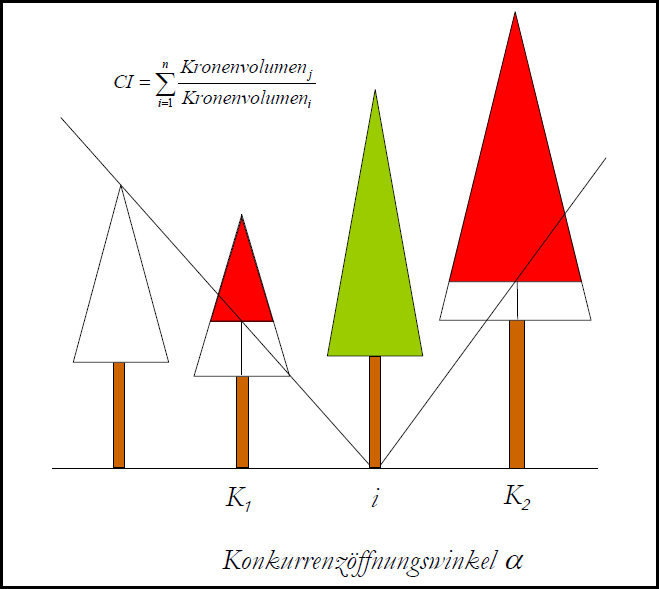 CI = \sum_{i=1}^{n} \frac{Kronenvolumen_j}{Kronenvolumen_i}
K₁ i K₂
Konkurrenzöffnungswinkel α